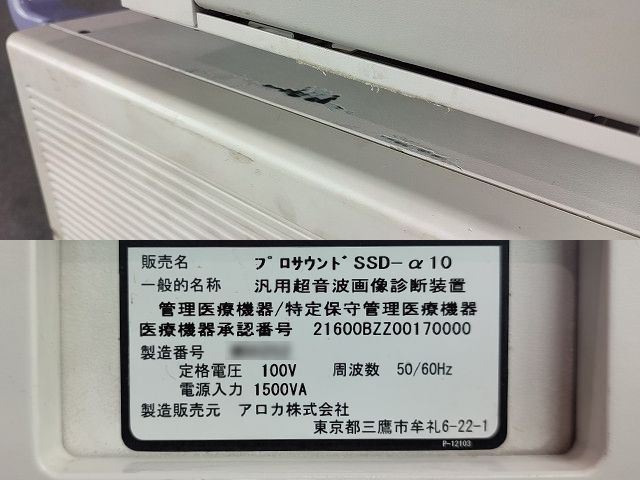 販売名 プロサウンドSSD-α10
一般的名称 汎用超音波画像診断装置
管理医療機器/特定保守管理医療機器
医療機器承認番号 21600BZZ00170000
製造番号
定格電圧 100V 周波数 50/60Hz
電源入力 1500VA
製造販売元 アロカ株式会社
東京都三鷹市牟礼6-22-1
P-12103